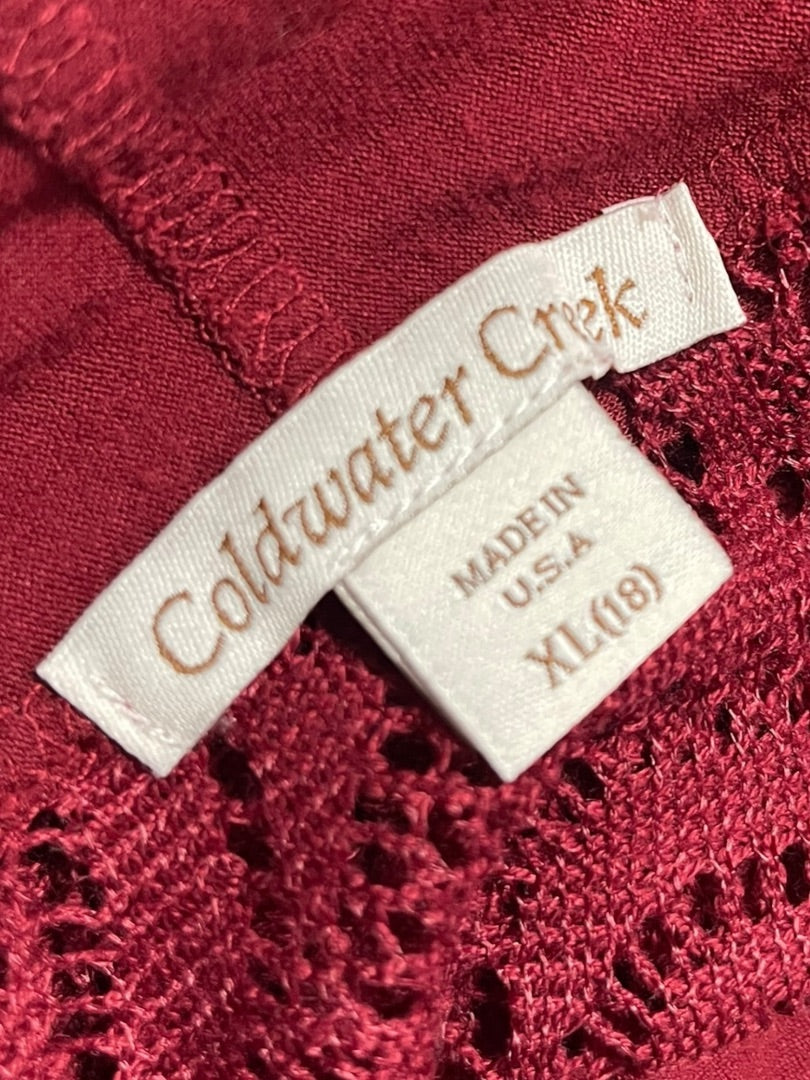 Coldwater Creek
MADE IN
U.S.A
XL(18)